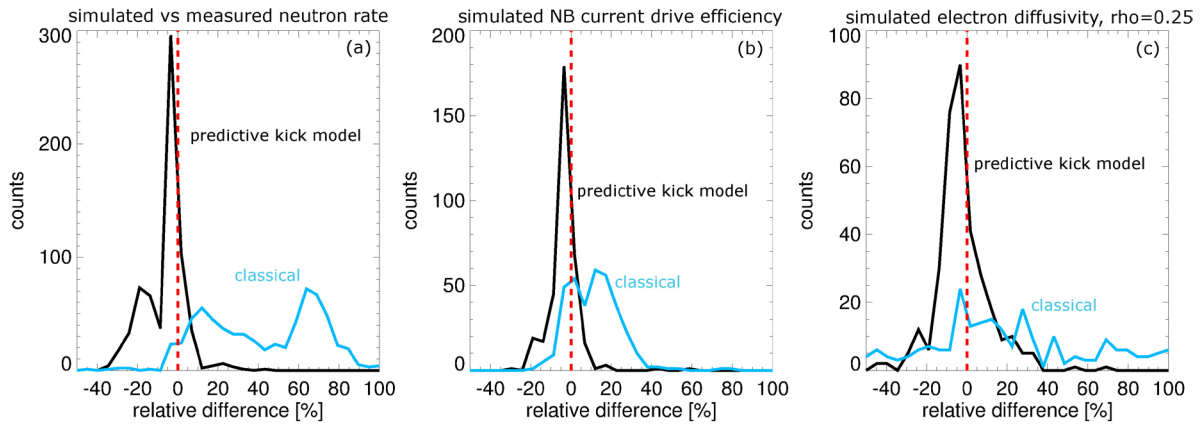 simulated vs measured neutron rate
(a)
300
200
100
0
counts
predictive kick model
classical
-40 -20 0 20 40 60 80 100
relative difference [%]
simulated NB current drive efficiency
(b)
200
150
100
50
0
counts
predictive kick model
classical
-40 -20 0 20 40 60 80 100
relative difference [%]
simulated electron diffusivity, rho=0.25
(c)
100
80
60
40
20
0
counts
predictive kick model
classical
-40 -20 0 20 40 60 80 100
relative difference [%]